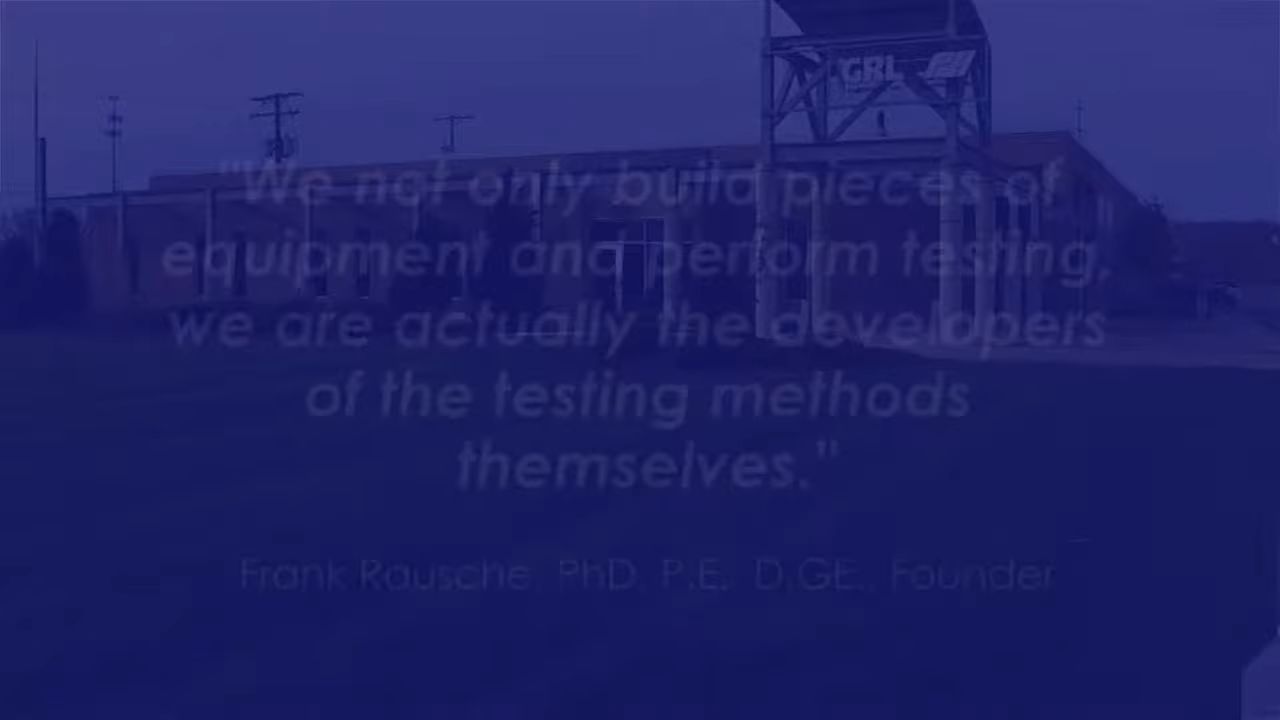 GRL
"We not only build pieces of
equipment and perform testing,
we are actually the developers
of the testing methods
themselves."
Frank Rausche, PhD, P.E., D.GE., Founder